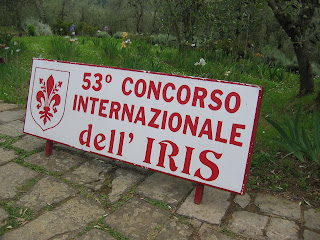 53° CONCORSO
INTERNAZIONALE
dell' IRIS